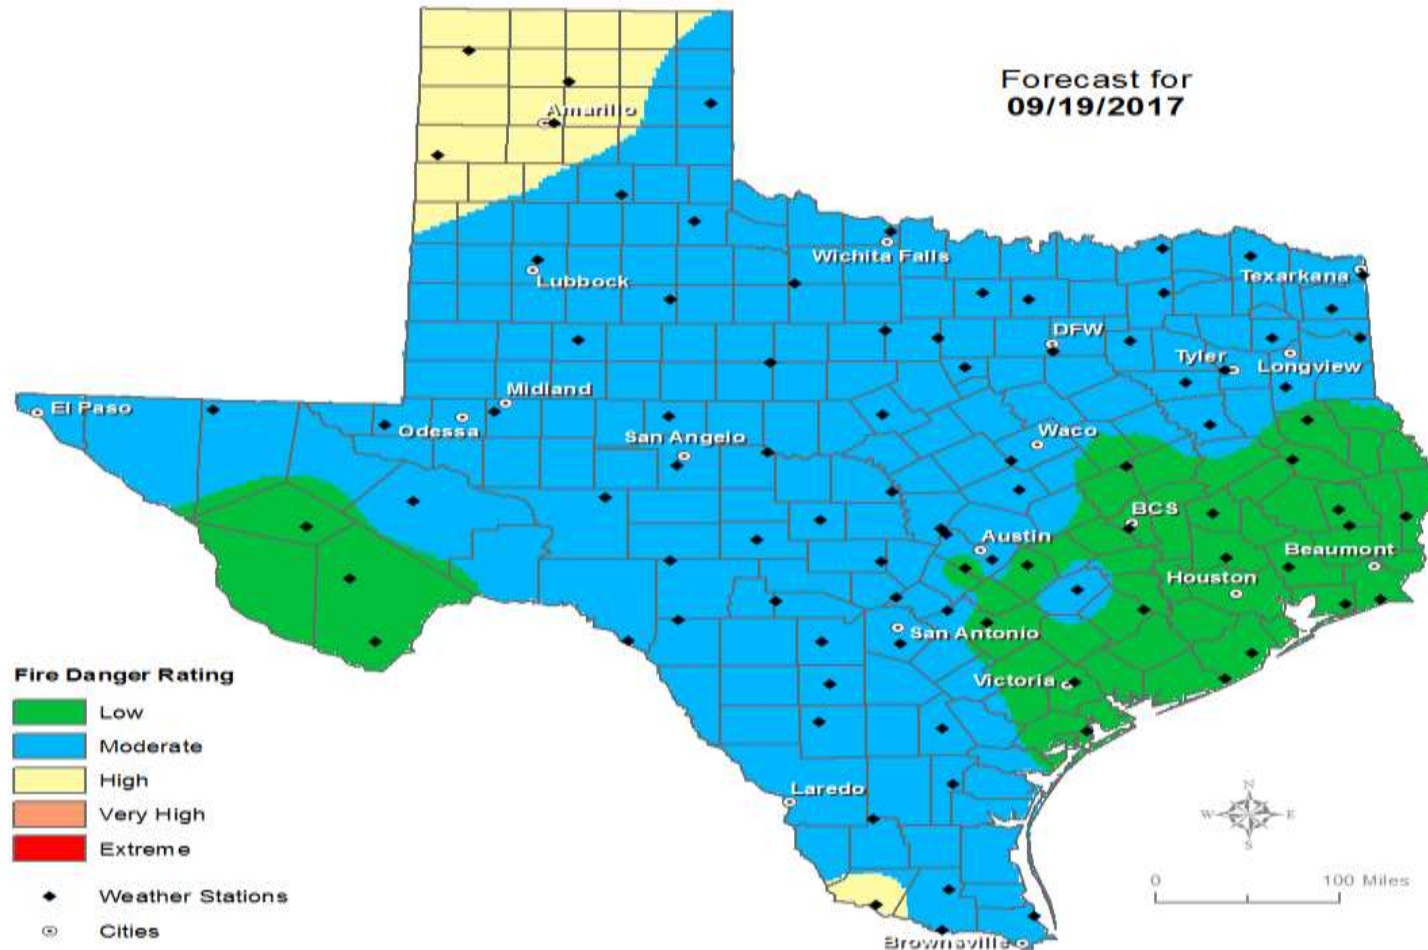 Forecast for
09/19/2017
Amarillo
Wichita Falls
Lubbock
Texarkana
DFW
Tyler
Longview
Midland
El Paso
Odessa
San Angelo
Waco
BCS
Austin
Beaumont
Houston
San Antonio
Victoria
Fire Danger Rating
Low
Moderate
High
Very High
Extreme
Laredo
N
W
E
S
0
100 Miles
Weather Stations
Cities
Brownsville